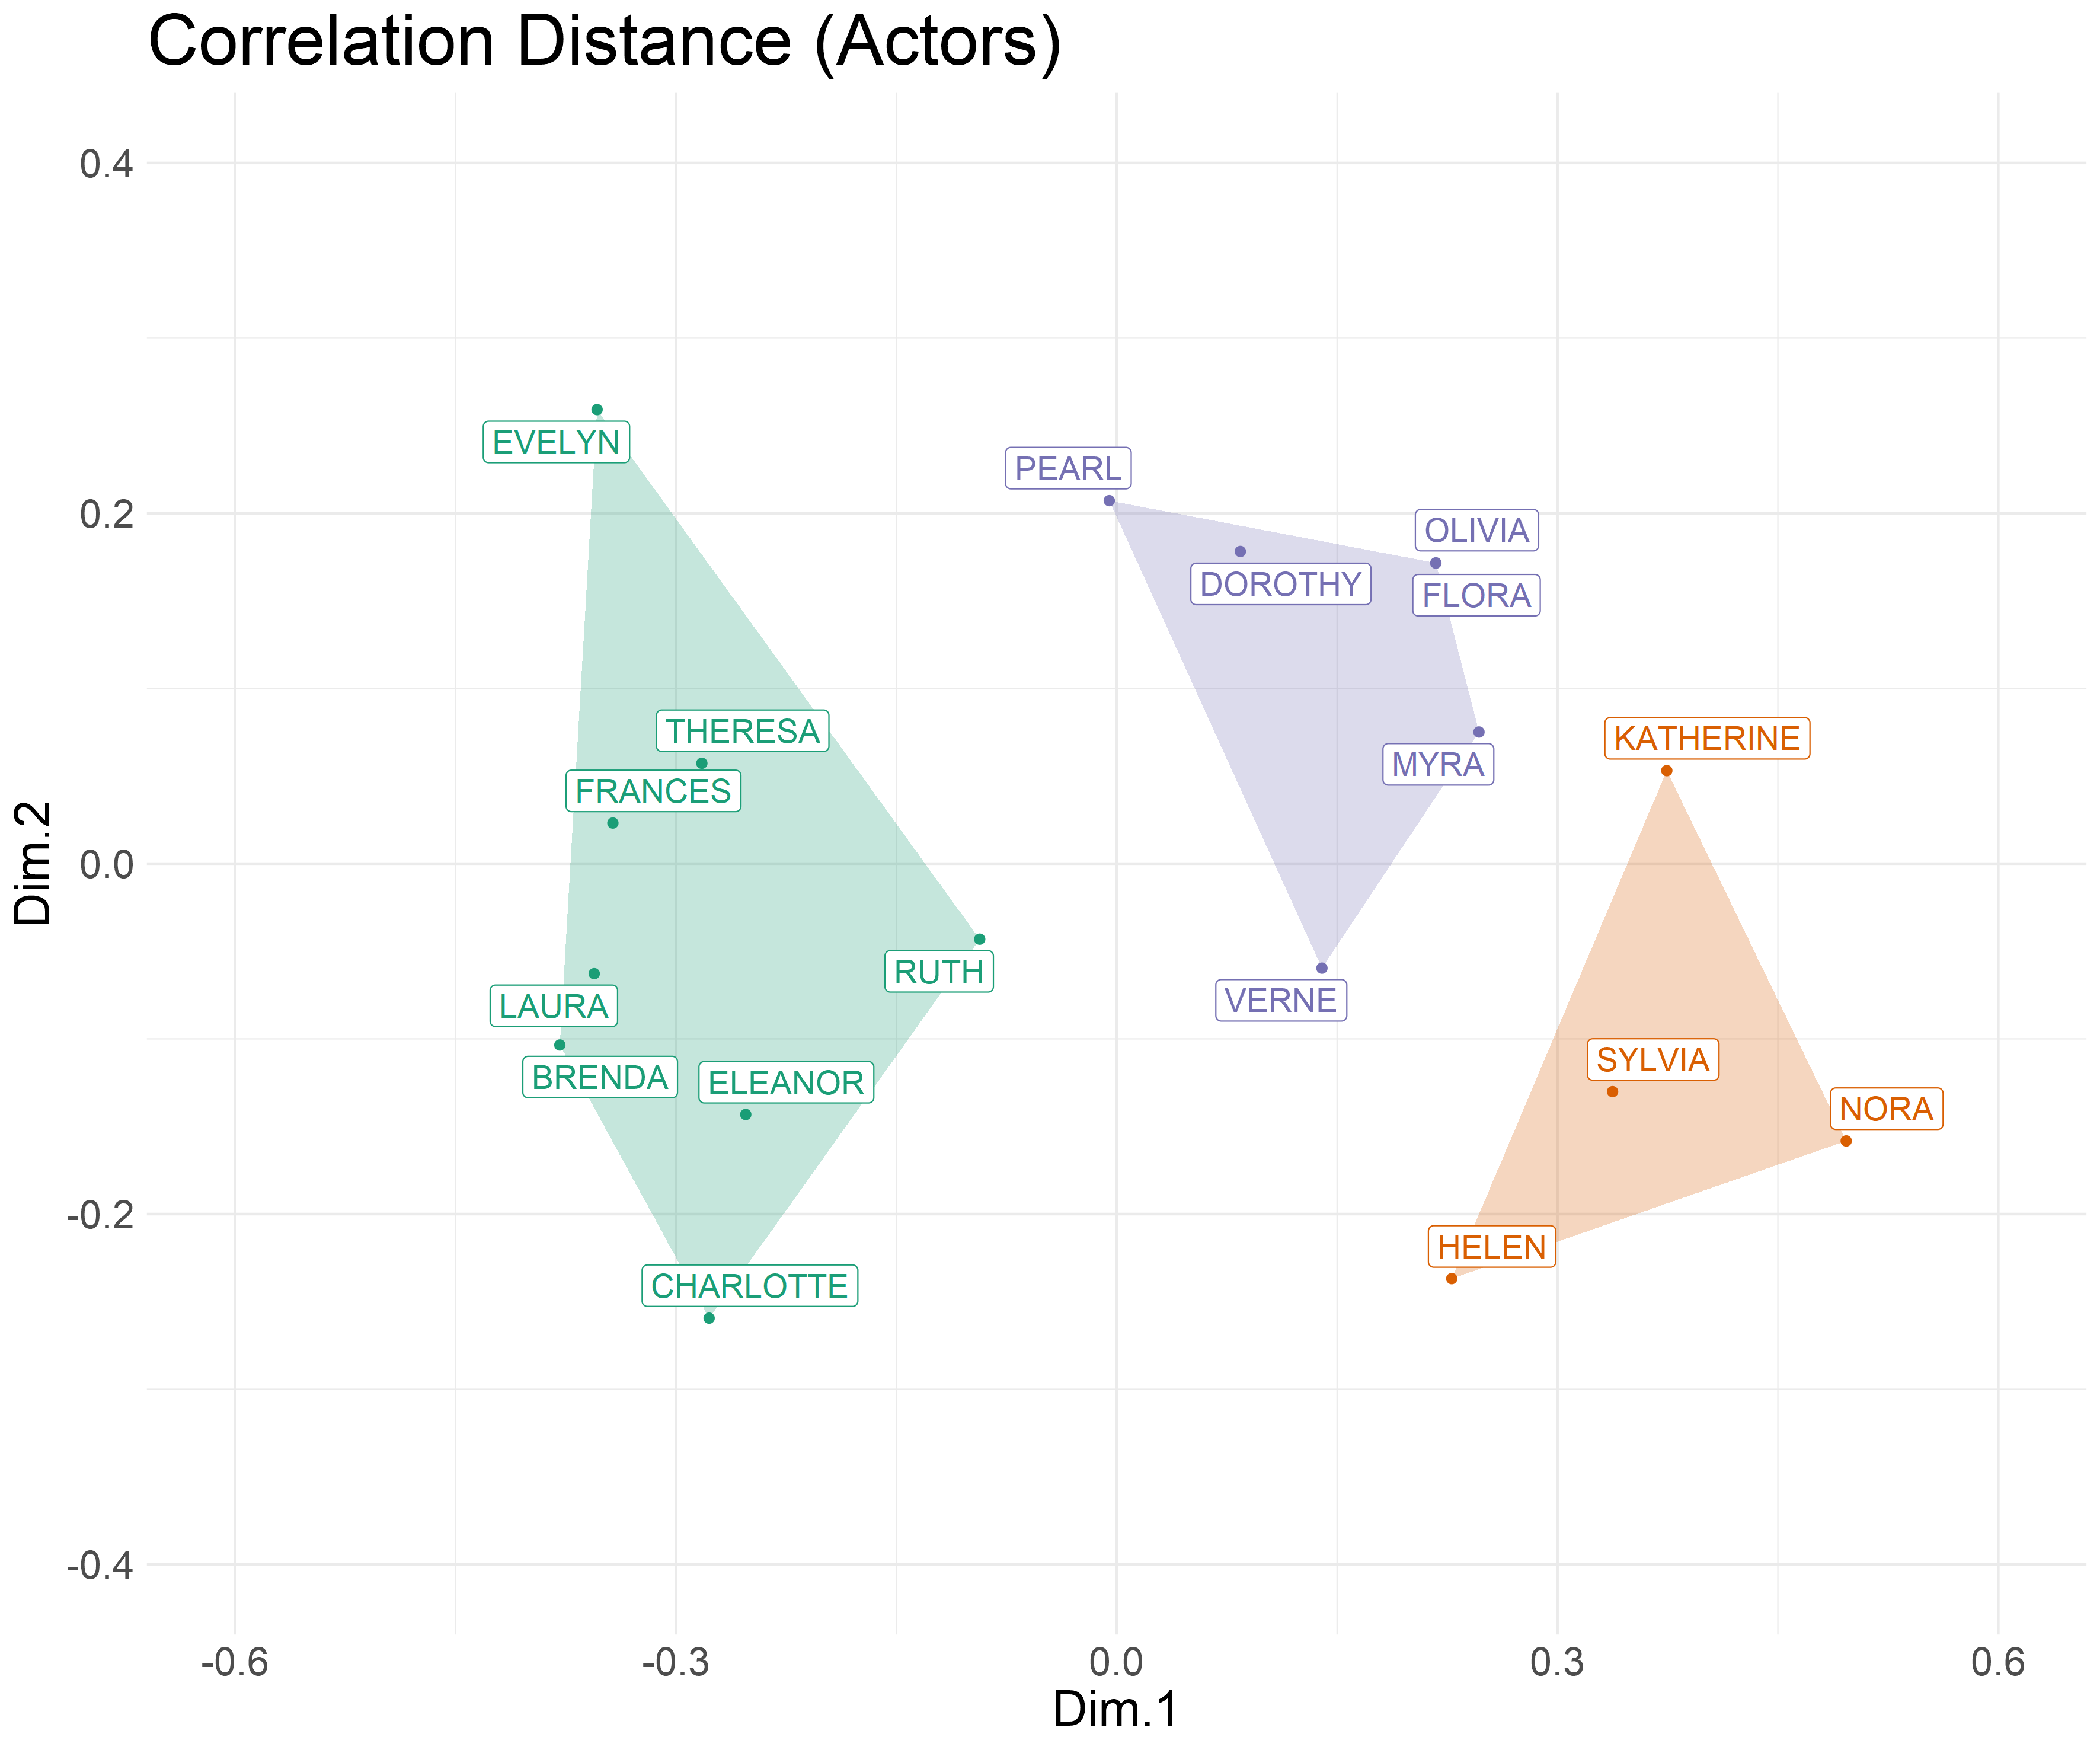 Correlation Distance (Actors)
0.4
0.2
0.0
-0.2
-0.4
Dim.2
EVELYN
PEARL
OLIVIA
DOROTHY
FLORA
THERESA
KATHERINE
MYRA
FRANCES
RUTH
LAURA
VERNE
BRENDA
ELEANOR
SYLVIA
NORA
HELEN
CHARLOTTE
-0.6
-0.3
0.0
0.3
0.6
Dim.1